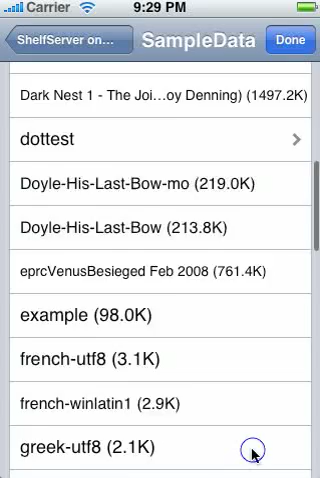 Carrier 9:29 PM
ShelfServer on... SampleData Done
Dark Nest 1 - The Joi...oy Denning) (1497.2K)
dottest
Doyle-His-Last-Bow-mo (219.0K)
Doyle-His-Last-Bow (213.8K)
eprcVenusBesieged Feb 2008 (761.4K)
example (98.0K)
french-utf8 (3.1K)
french-winlatin1 (2.9K)
greek-utf8 (2.1K)